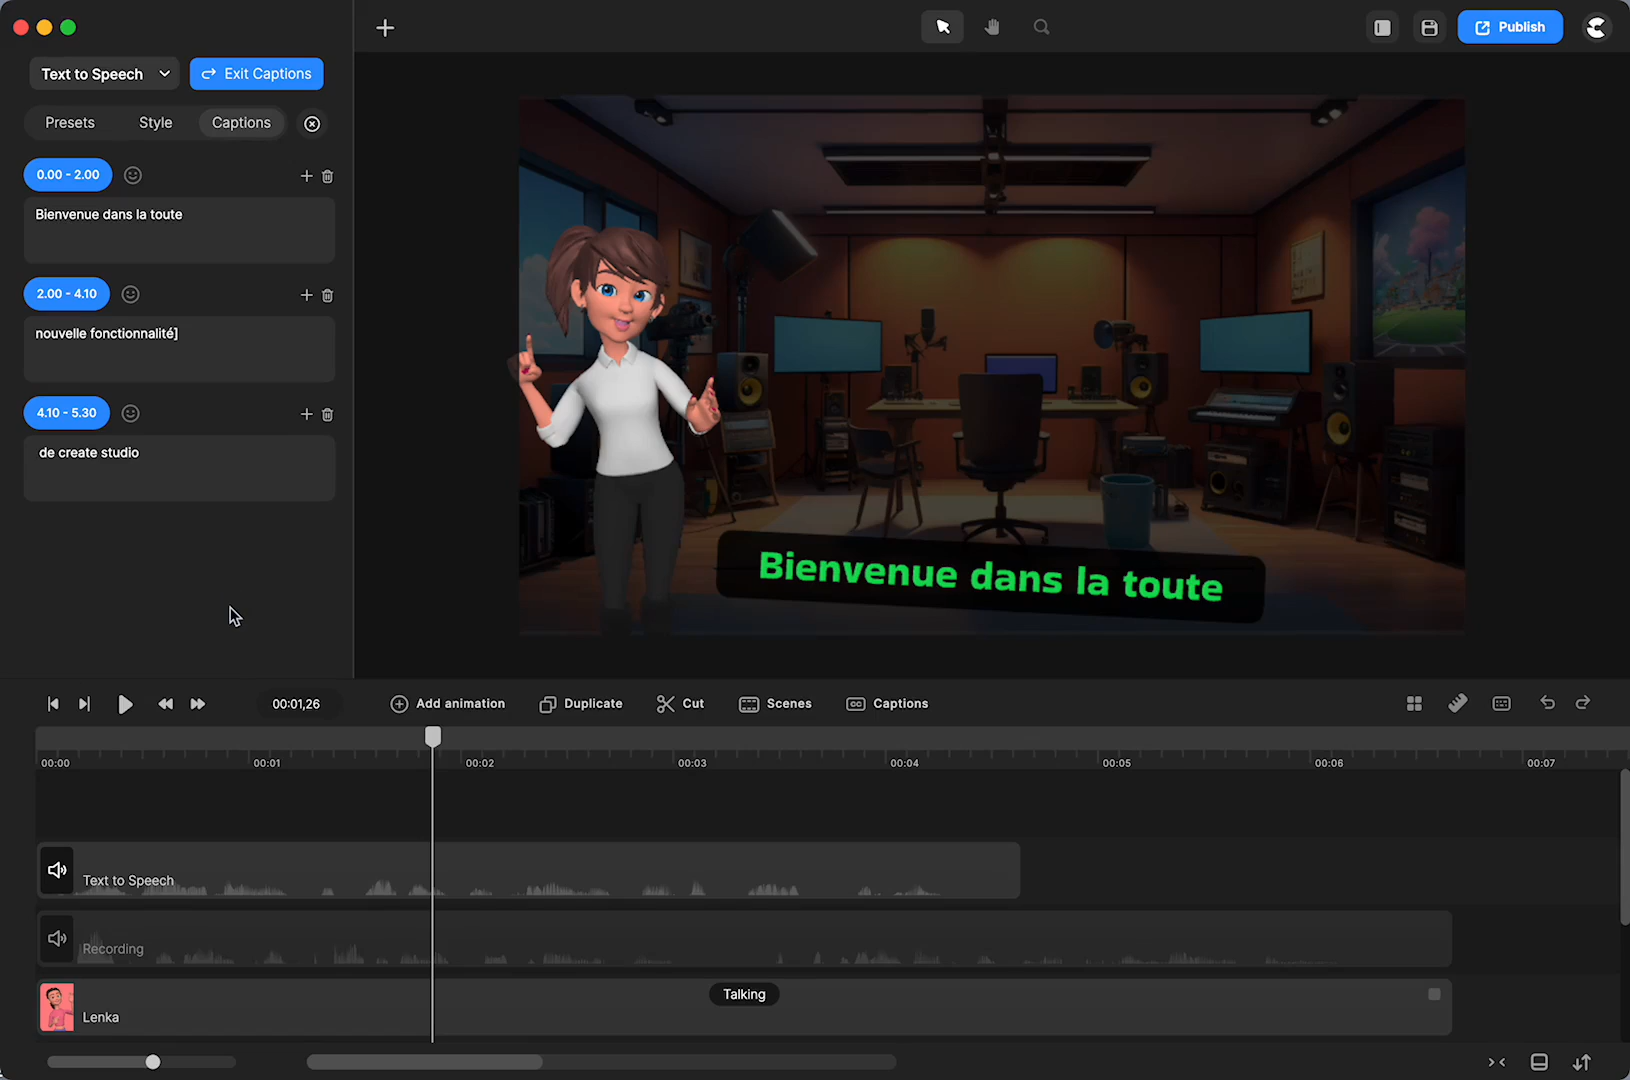 Publish
Text to Speech
Exit Captions
Presets
Style
Captions
0.00 - 2.00
Bienvenue dans la toute
2.00 - 4.10
nouvelle fonctionnalité]
4.10 - 5.30
de create studio
Bienvenue dans la toute
00:01,26
Add animation
Duplicate
Cut
Scenes
CC Captions
00:00
00:01
00:02
00:03
00:04
00:05
00:06
00:07
Text to Speech
Recording
Talking
Lenka